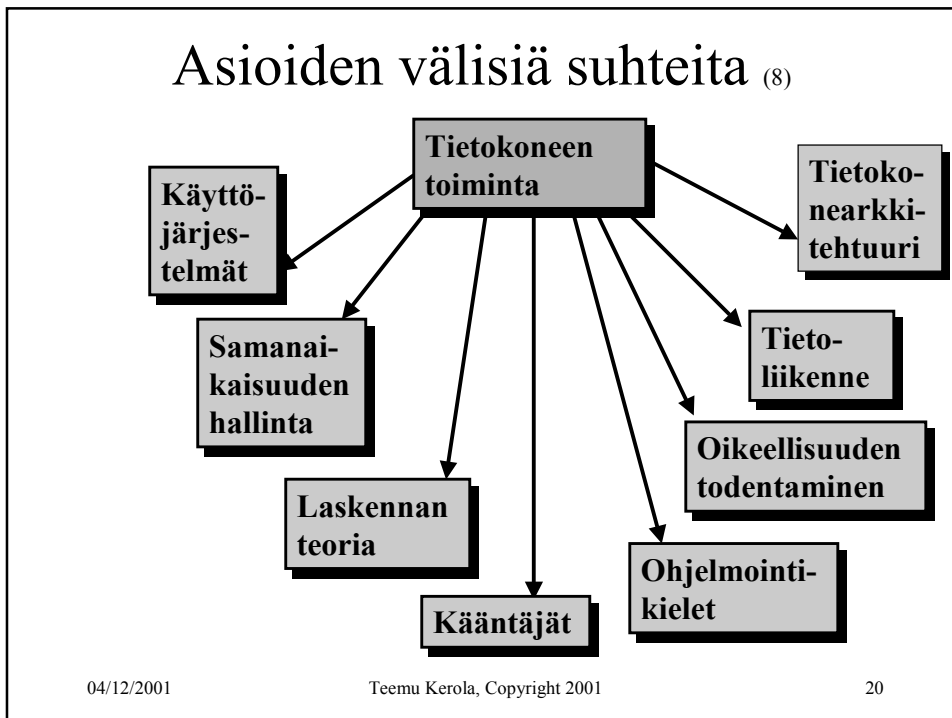 Asioiden välisiä suhteita (8)
Tietokoneen
toiminta
Käyttö-
järjes-
telmät
Samanai-
kaisuuden
hallinta
Laskennan
teoria
Kääntäjät
Ohjelmointi-
kielet
Oikeellisuuden
todentaminen
Tieto-
liikenne
Tietoko-
nearkki-
tehtuuri
04/12/2001 Teemu Kerola, Copyright 2001 20